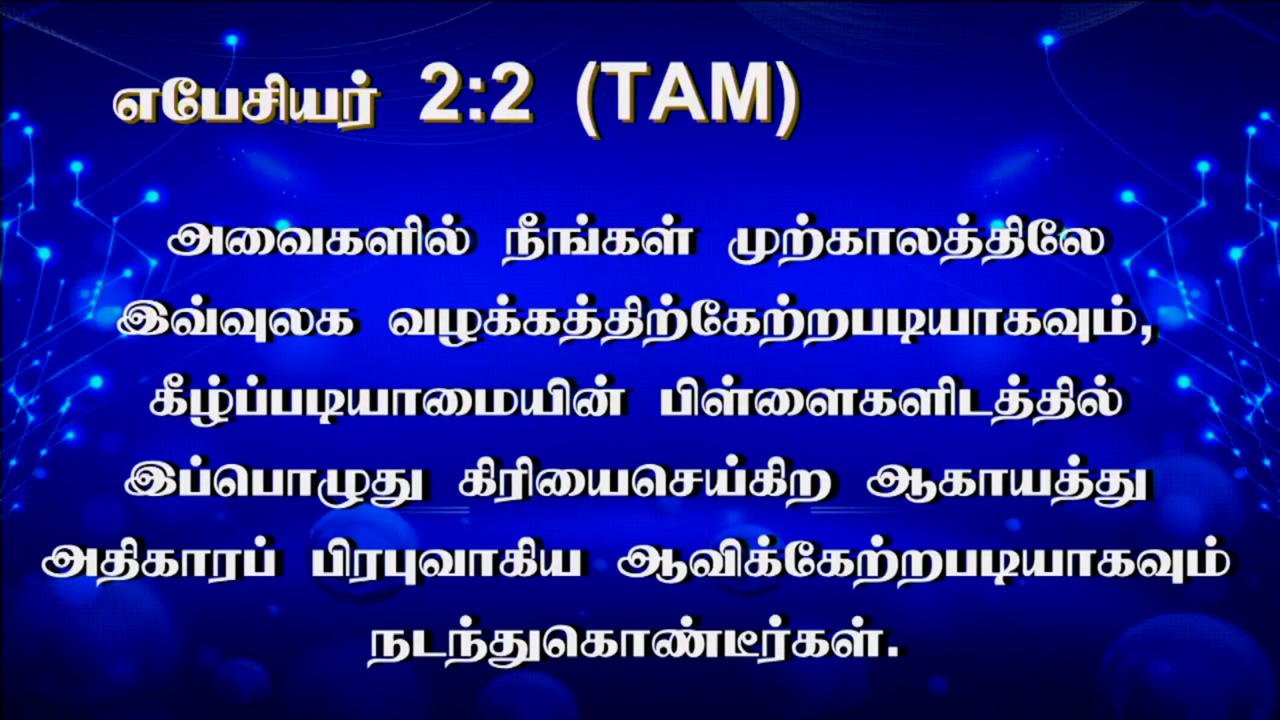 எபேசியர் 2:2 (TAM)
அவைகளில் நீங்கள் முற்காலத்திலே
இவ்வுலக வழக்கத்திற்கேற்றபடியாகவும்,
கீழ்ப்படியாமையின் பிள்ளைகளிடத்தில்
இப்பொழுது கிரியைசெய்கிற ஆகாயத்து
அதிகாரப் பிரபுவாகிய ஆவிக்கேற்றபடியாகவும்
நடந்துகொண்டீர்கள்.